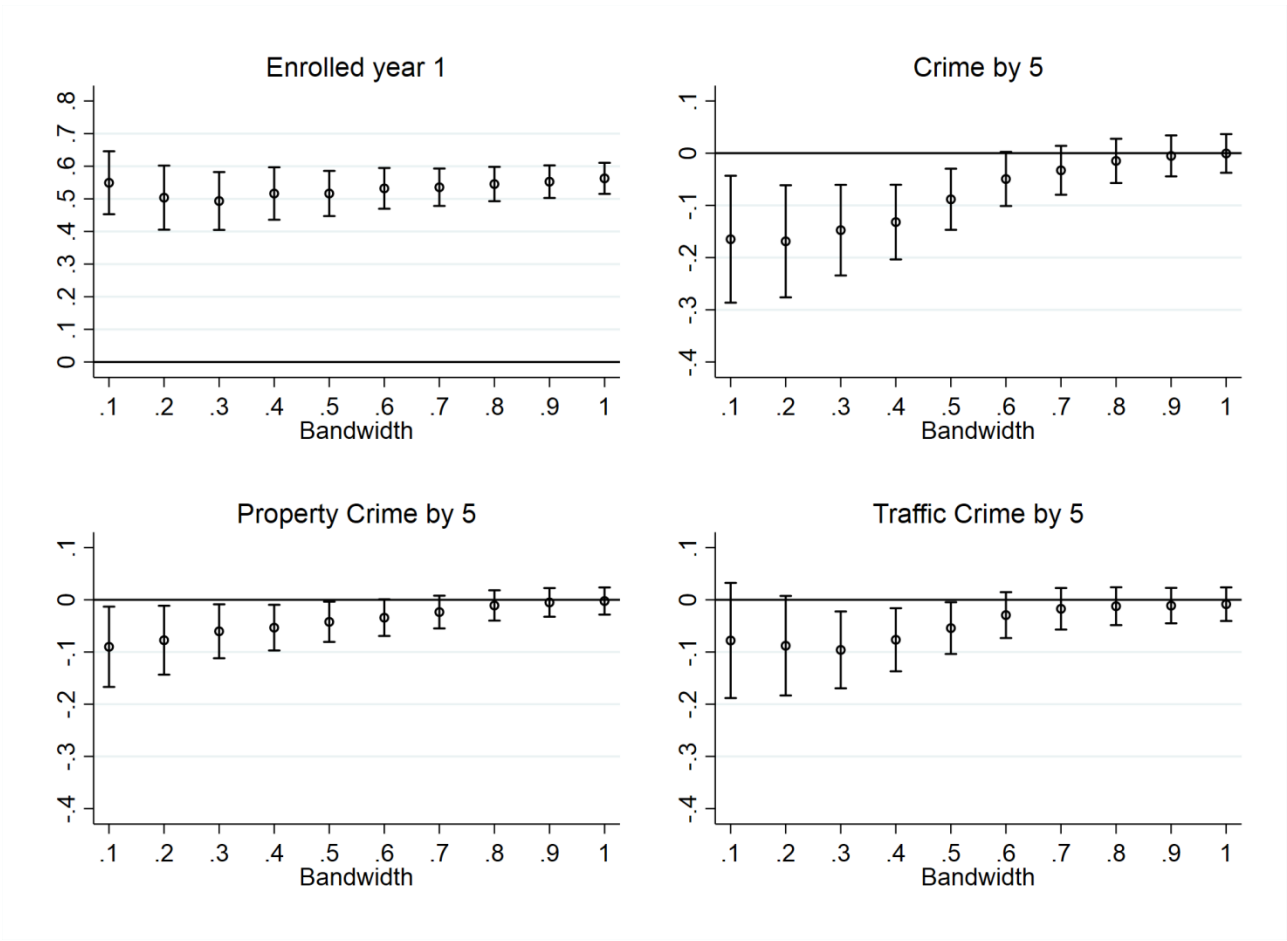 Enrolled year 1
.8
.7
.6
.5
.4
.3
.2
.1
0
.1 .2 .3 .4 .5 .6 .7 .8 .9 1
Bandwidth
Crime by 5
.1
0
-.1
-.2
-.3
-.4
.1 .2 .3 .4 .5 .6 .7 .8 .9 1
Bandwidth
Property Crime by 5
.1
0
-.1
-.2
-.3
-.4
.1 .2 .3 .4 .5 .6 .7 .8 .9 1
Bandwidth
Traffic Crime by 5
.1
0
-.1
-.2
-.3
-.4
.1 .2 .3 .4 .5 .6 .7 .8 .9 1
Bandwidth